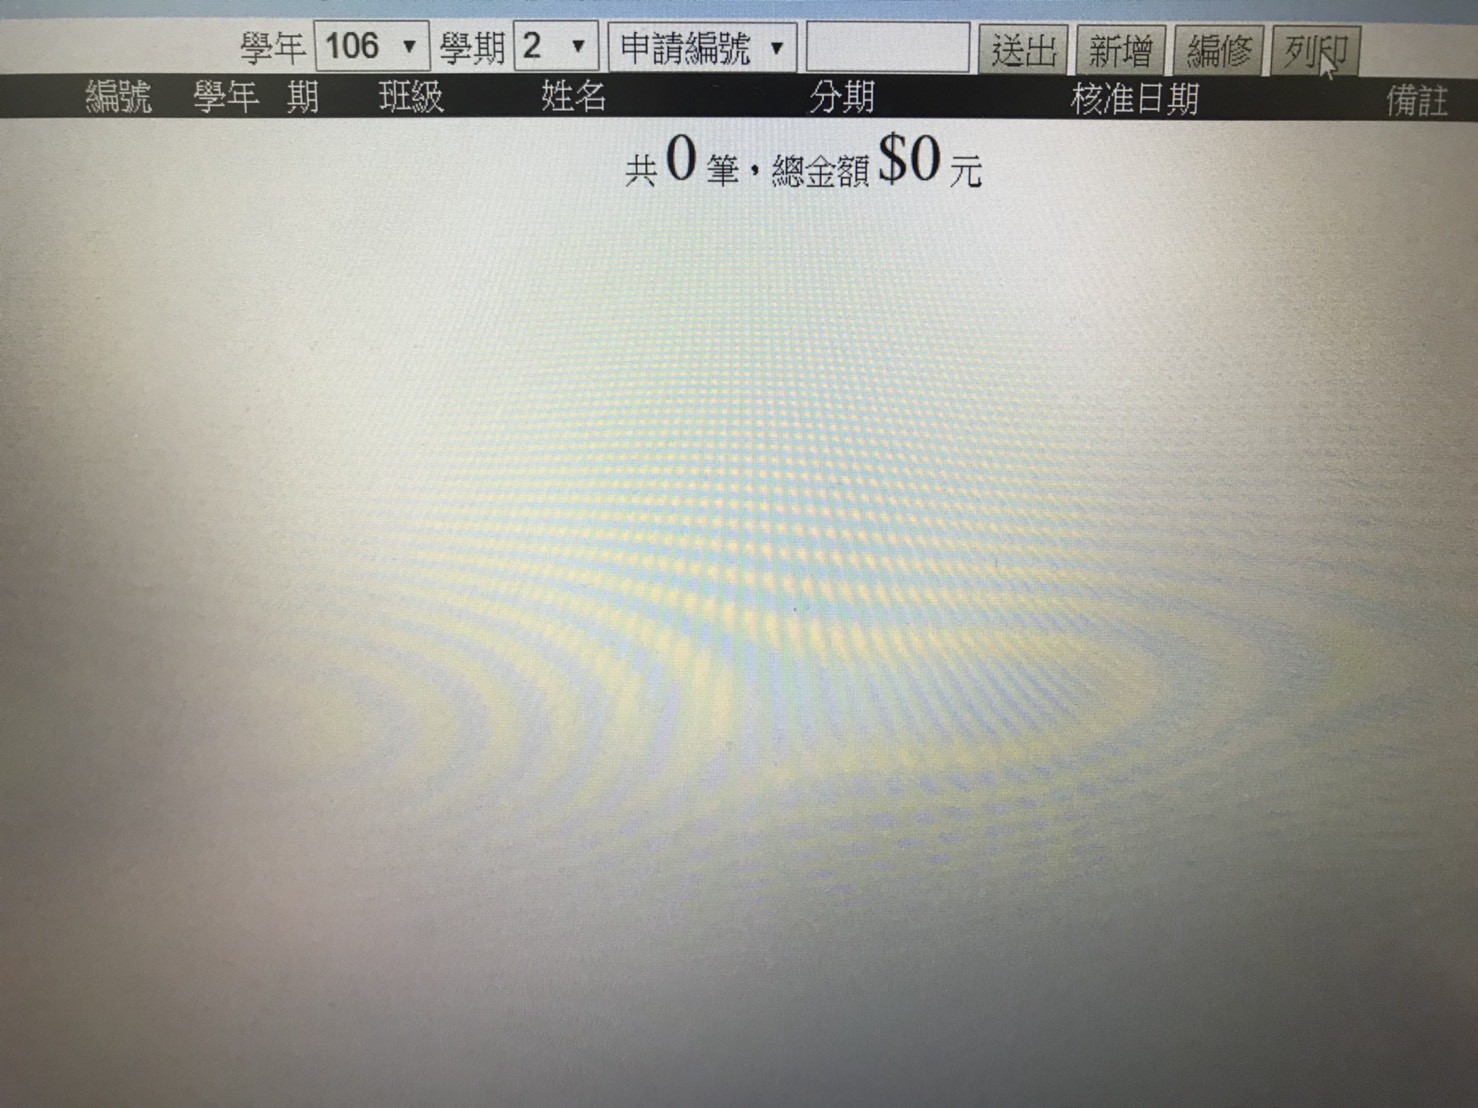 學年 106 學期 2 申請編號 送出 新增 編修 列印
編號 學年 期 班級 姓名 分期 核准日期 備註
共 0 筆，總金額 $0 元